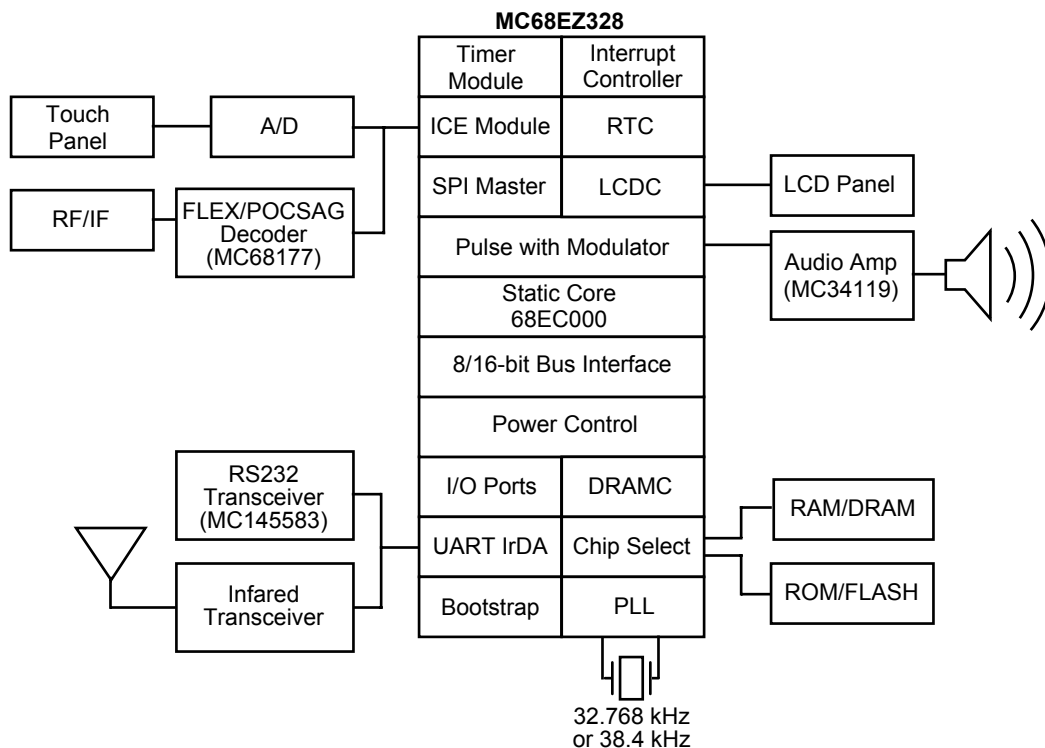 MC68EZ328
Timer
Module
Interrupt
Controller
Touch
Panel
A/D
ICE Module
RTC
RF/IF
FLEX/POCSAG
Decoder
(MC68177)
SPI Master
LCDC
LCD Panel
Pulse with Modulator
Audio Amp
(MC34119)
Static Core
68EC000
8/16-bit Bus Interface
Power Control
RS232
Transceiver
(MC145583)
I/O Ports
DRAMC
RAM/DRAM
UART IrDA
Chip Select
Infared
Transceiver
ROM/FLASH
Bootstrap
PLL
32.768 kHz
or 38.4 kHz